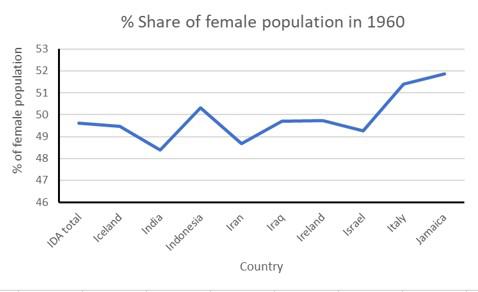 % Share of female population in 1960
% of female population
53
52
51
50
49
48
47
46
IDA total
Iceland
India
Indonesia
Iran
Iraq
Ireland
Israel
Italy
Jamaica
Country